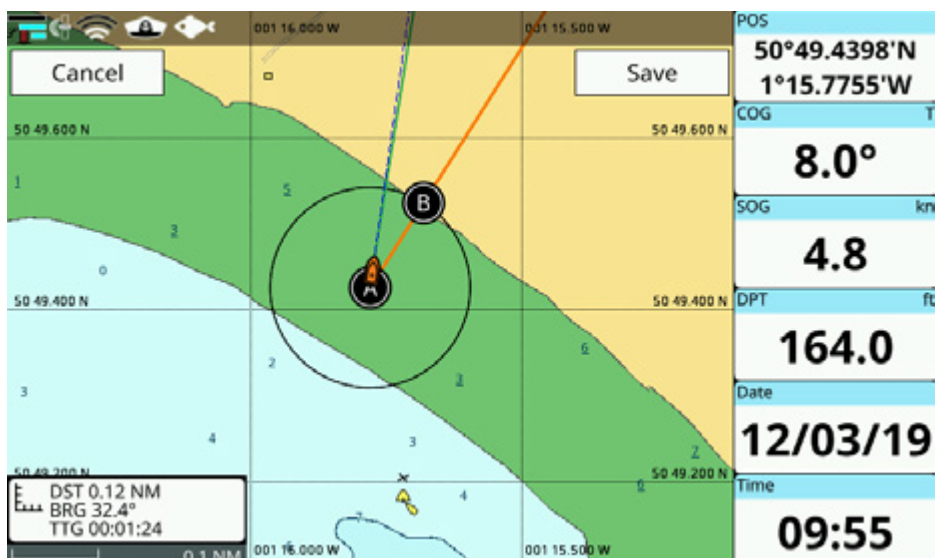 001 16.000 W
001 15.500 W
POS
50°49.4398'N
1°15.7755'W
Cancel
Save
COG
T
8.0°
50 49.600 N
50 49.600 N
1
5
3
B
SOG
kn
4.8
0
A
50 49.400 N
50 49.400 N
DPT
ft
164.0
6
2
3
3
Date
12/03/19
4
3
7
50 49.200 N
50 49.200 N
6
4
Time
09:55
DST 0.12 NM
BRG 32.4°
TTG 00:01:24
7
0.1 NM
001 16.000 W
001 15.500 W